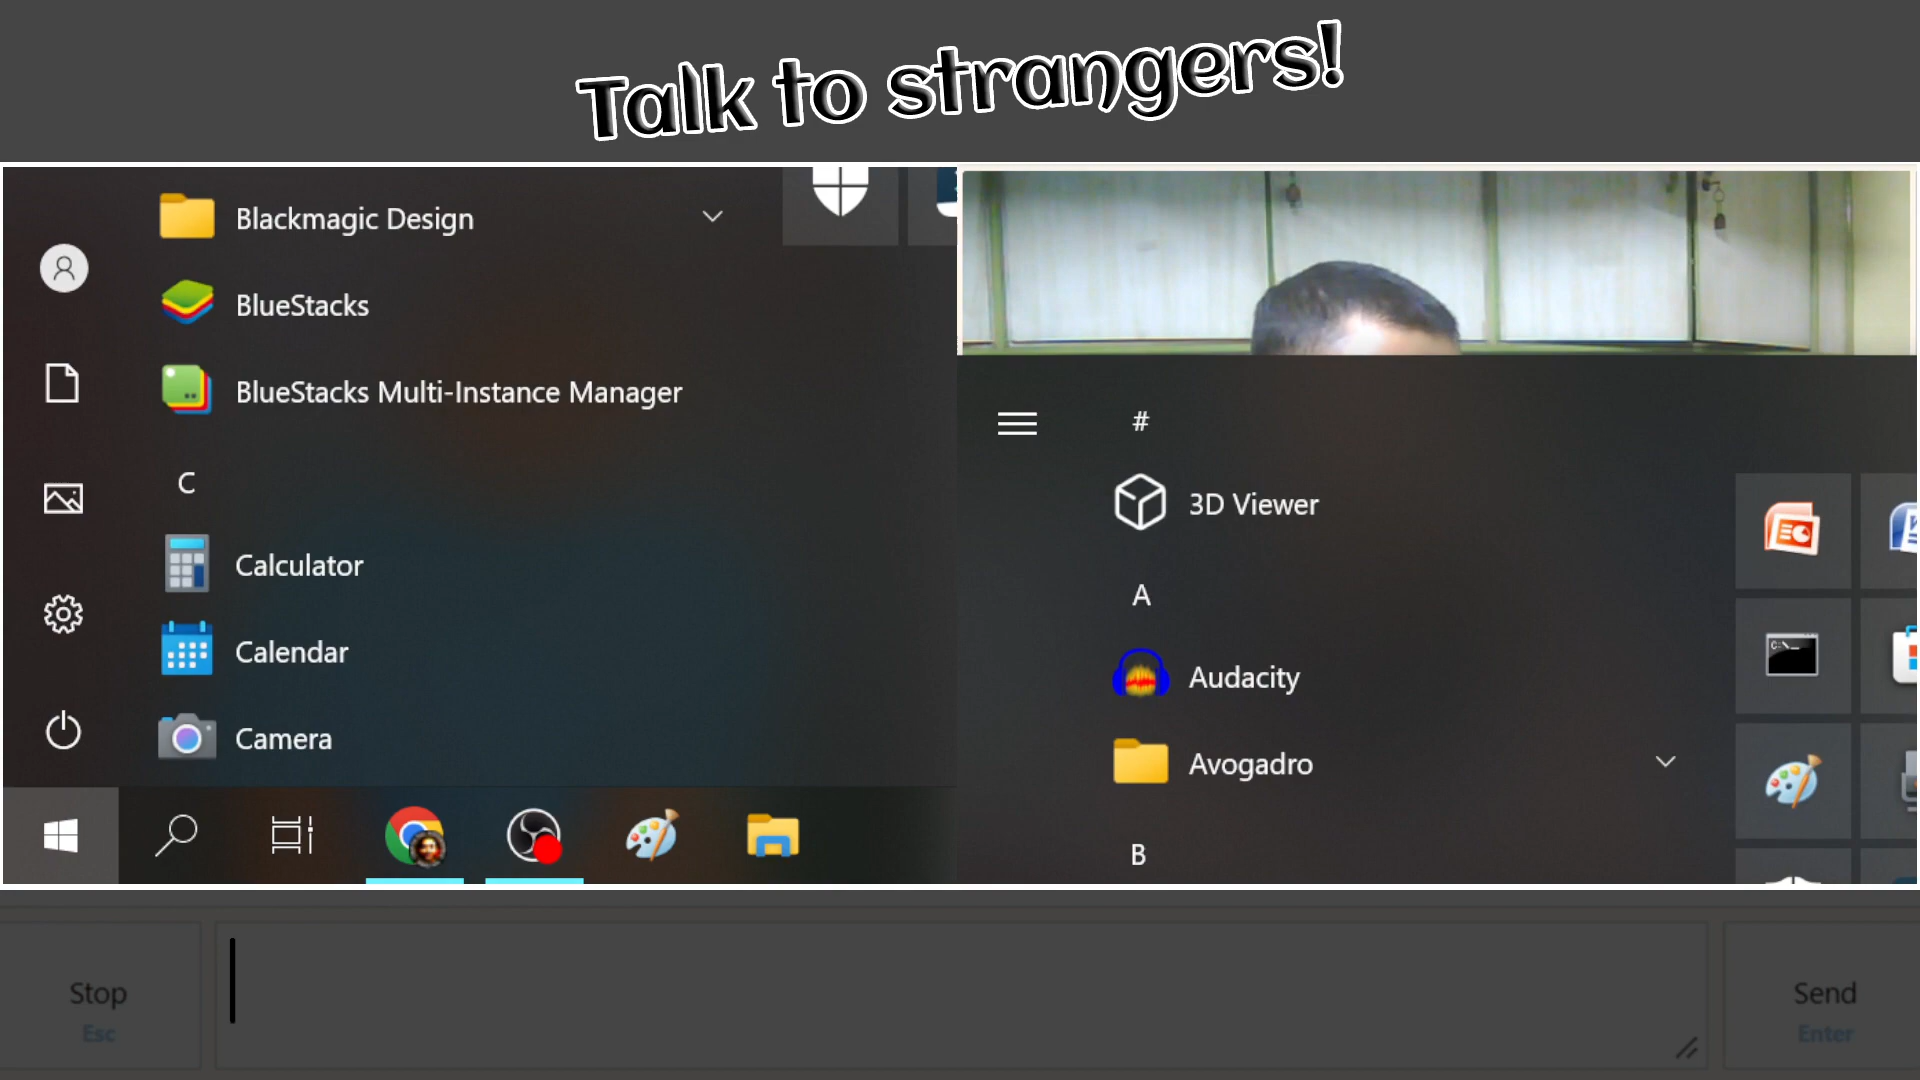 Talk to strangers!
Blackmagic Design
BlueStacks
BlueStacks Multi-Instance Manager
C
Calculator
Calendar
Camera
#
3D Viewer
A
Audacity
Avogadro
B
C:\_
Stop
Esc
Send
Enter